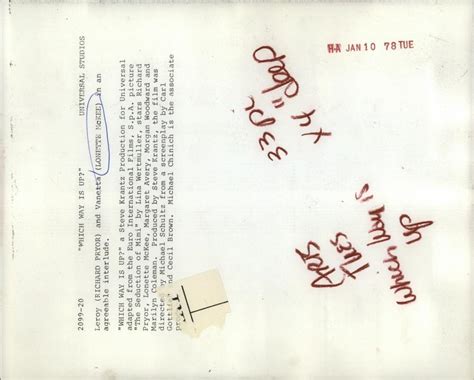 2099-20 "WHICH WAY IS UP?" UNIVERSAL STUDIOS
Leroy (RICHARD PRYOR) and Vanetta (LONETTE McKEE) in an
agreeable interlude.
"WHICH WAY IS UP?" a Steve Krantz Production for Universal
adapted from the Euro International Films, S.p.A. picture
"The Seduction of Mimi" by Lina Wertmuller, stars Richard
Pryor, Lonette McKee, Margaret Avery, Morgan Woodward and
Marilyn Coleman. Produced by Steve Krantz, the film was
directed by Michael Schultz from a screenplay by Carl
Gottlieb and Cecil Brown. Michael Chinich is the associate
HA JAN 10 78 TUE
x4" deep
ARTS
TUES
When Way is
up